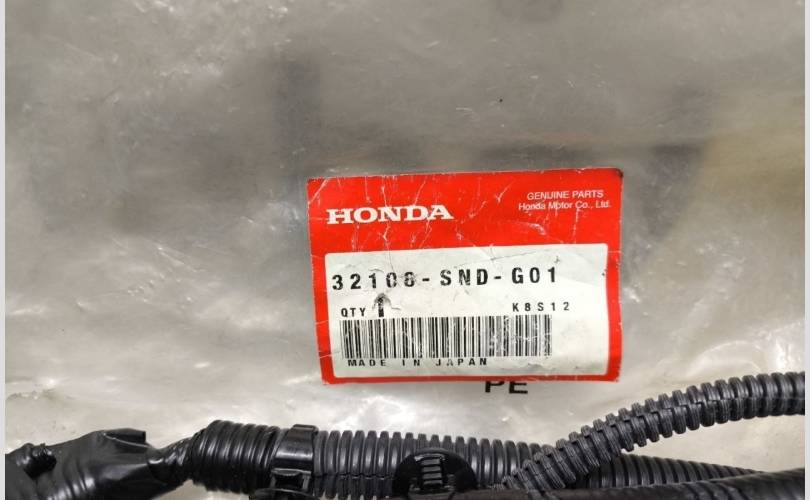 HONDA
GENUINE PARTS
Honda Motor Co., Ltd.
32108-SND-G01
QTY 1
K8S12
MADE IN JAPAN
PE